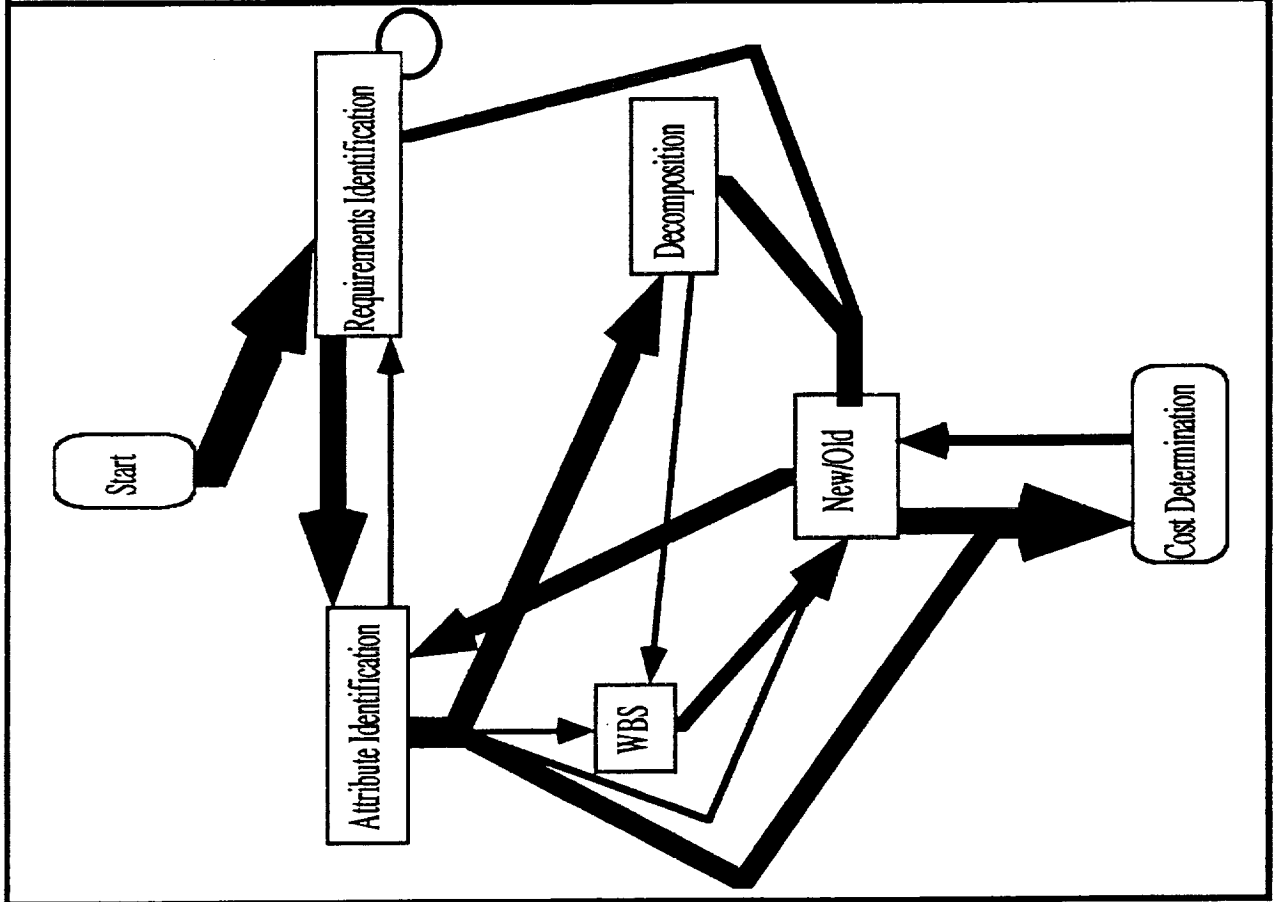 Start
Requirements Identification
Attribute Identification
Decomposition
WBS
New/Old
Cost Determination